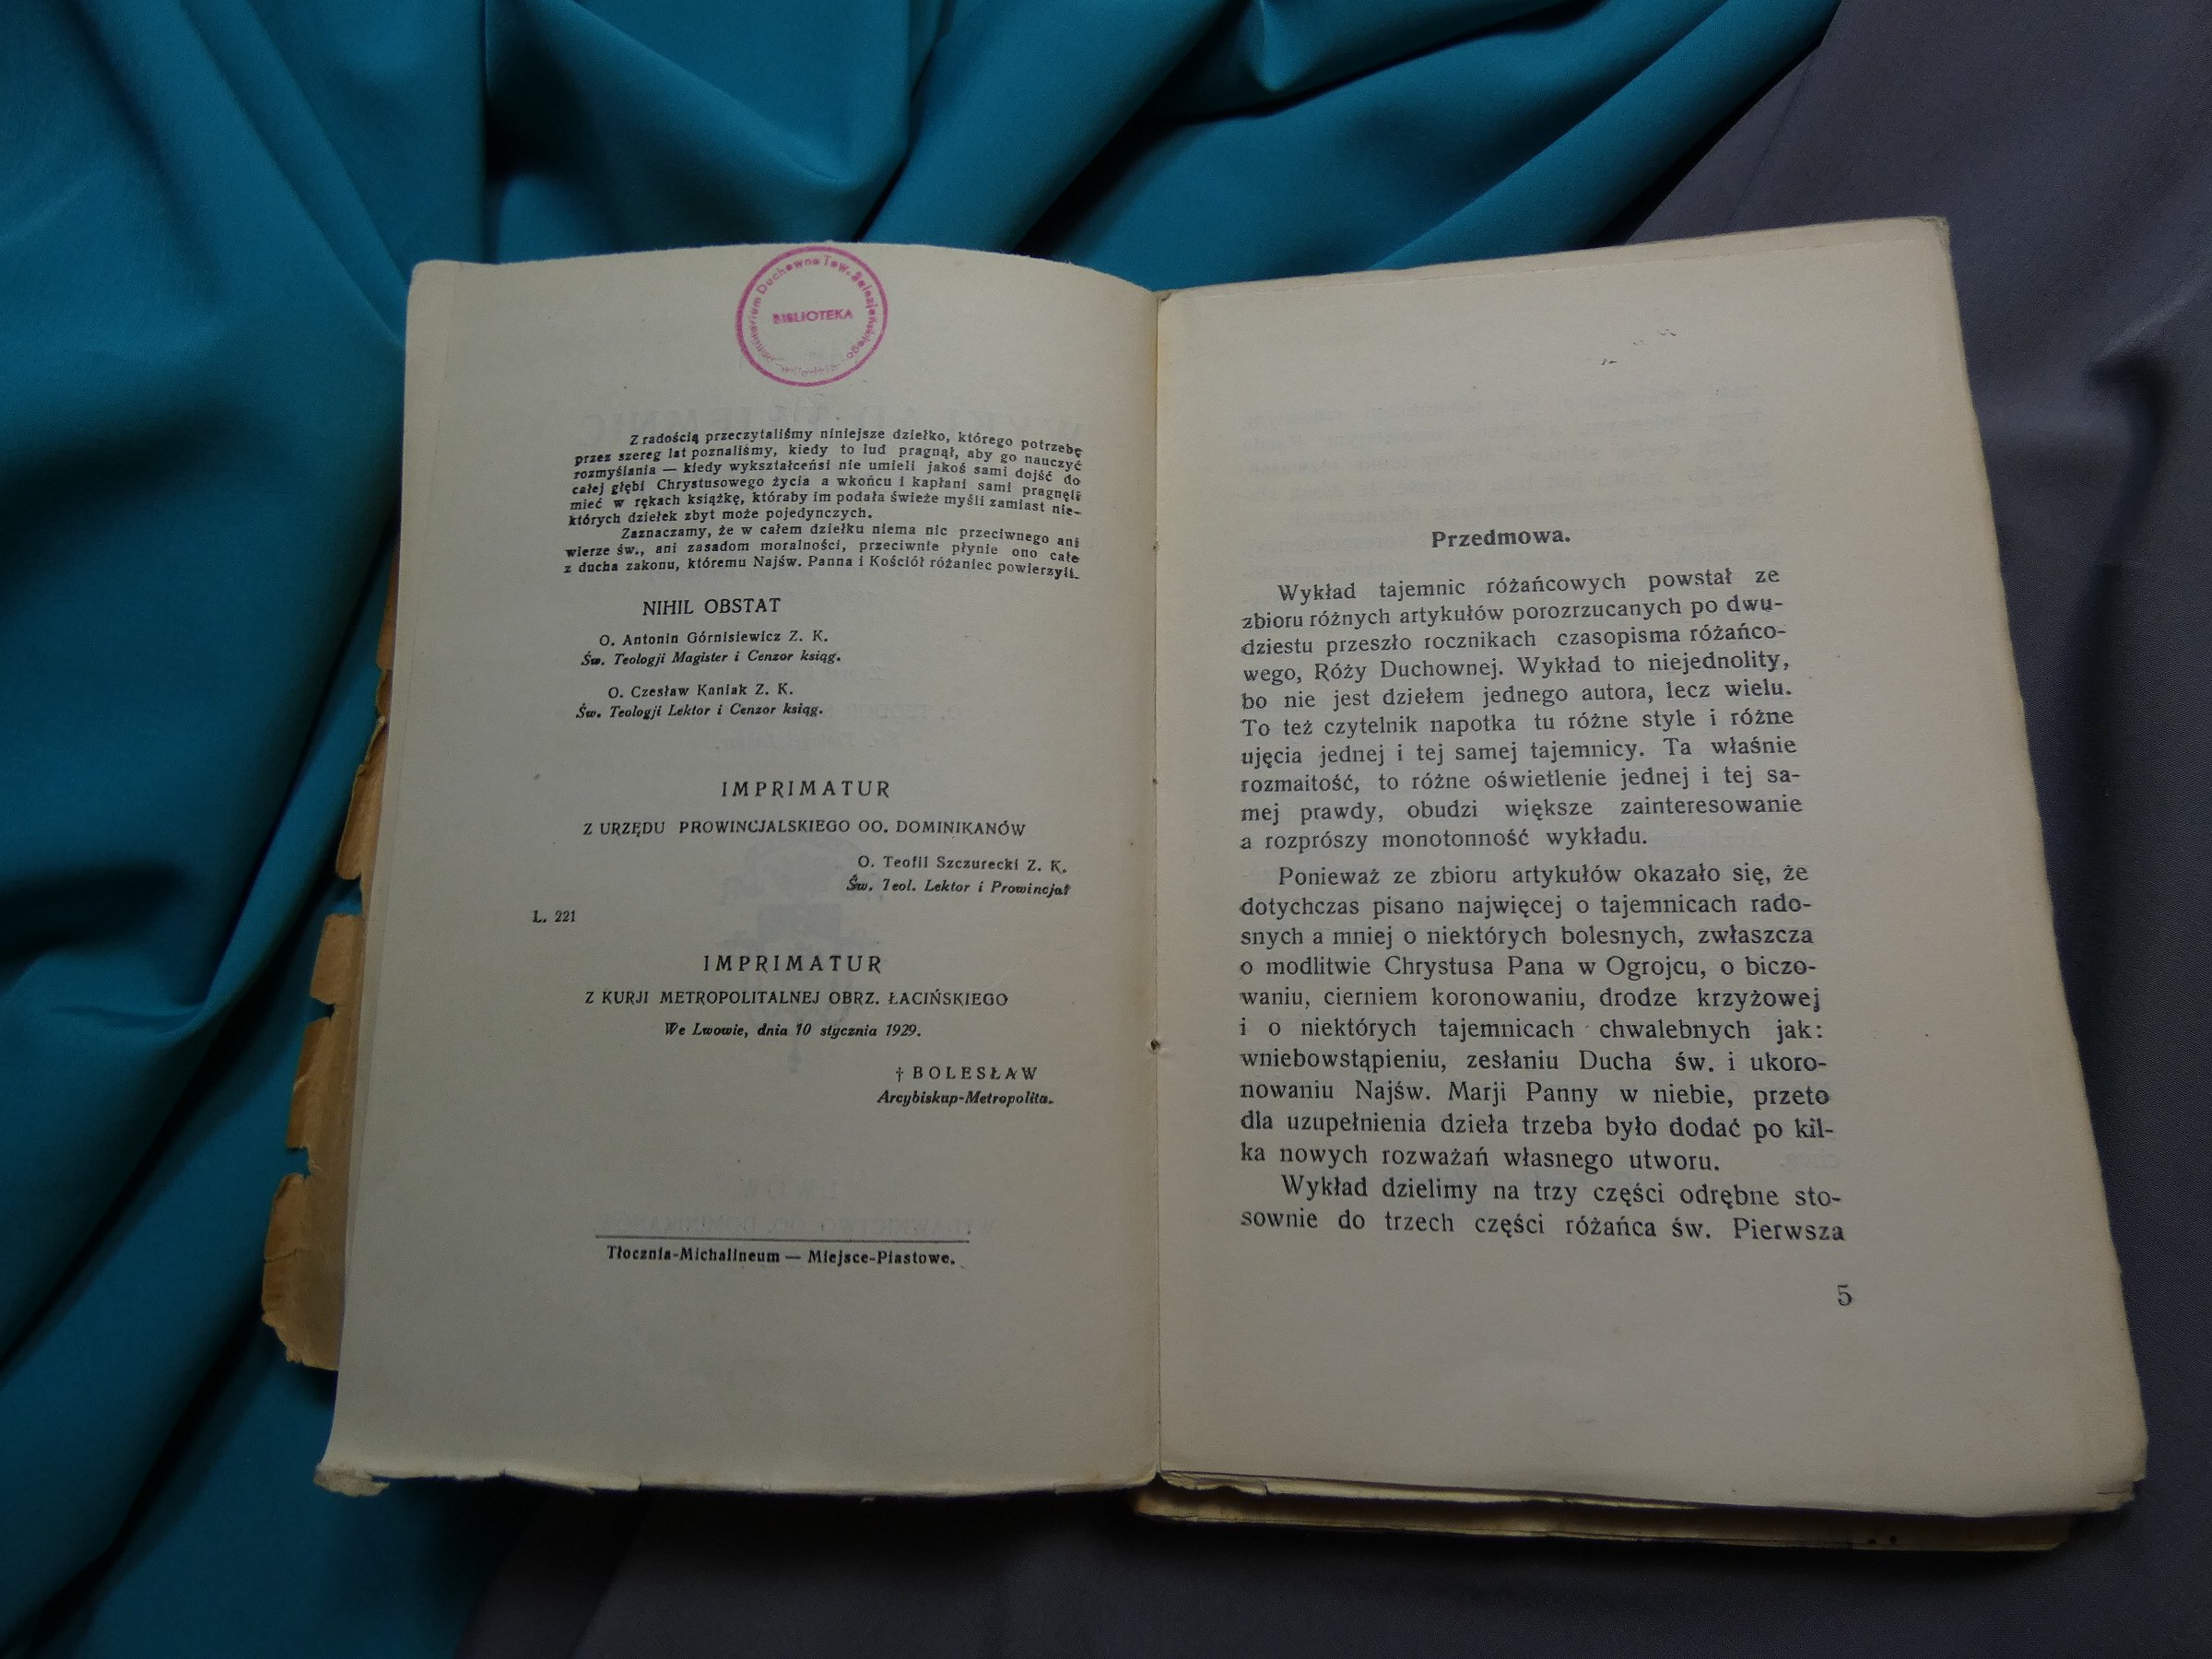 Duchowne Tow. Salezjańskiego
BIBLIOTEKA
Z radością przeczytaliśmy niniejsze dziełko, którego potrzebę
przez szereg lat poznaliśmy, kiedy to lud pragnął, aby go nauczyć
rozmyślania — kiedy wykształceńsi nie umieli jakoś sami dojść do
całej głębi Chrystusowego życia a wkońcu i kapłani sami pragnęli
mieć w rękach książkę, któraby im podała świeże myśli zamiast nie-
których dziełek zbyt może pojedynczych.
Zaznaczamy, że w całem dziełku niema nic przeciwnego ani
wierze św., ani zasadom moralności, przeciwnie płynie ono całe
z ducha zakonu, któremu Najśw. Panna i Kościół różaniec powierzyli.
NIHIL OBSTAT
O. Antonin Górnisiewicz Z. K.
Św. Teologji Magister i Cenzor ksiąg.
O. Czesław Kaniak Z. K.
Św. Teologji Lektor i Cenzor ksiąg.
IMPRIMATUR
Z URZĘDU PROWINCJALSKIEGO OO. DOMINIKANÓW
O. Teofil Szczurecki Z. K.
Św. Teol. Lektor i Prowincjał
L. 221
IMPRIMATUR
Z KURJI METROPOLITALNEJ OBRZ. ŁACIŃSKIEGO
We Lwowie, dnia 10 stycznia 1929.
† BOLESŁAW
Arcybiskup-Metropolita.
Tłocznia-Michalineum — Miejsce-Piastowe.
Przedmowa.
Wykład tajemnic różańcowych powstał ze
zbioru różnych artykułów porozrzucanych po dwu-
dziestu przeszło rocznikach czasopisma różańco-
wego, Róży Duchownej. Wykład to niejednolity,
bo nie jest dziełem jednego autora, lecz wielu.
To też czytelnik napotka tu różne style i różne
ujęcia jednej i tej samej tajemnicy. Ta właśnie
rozmaitość, to różne oświetlenie jednej i tej sa-
mej prawdy, obudzi większe zainteresowanie
a rozprószy monotonność wykładu.
Ponieważ ze zbioru artykułów okazało się, że
dotychczas pisano najwięcej o tajemnicach rado-
snych a mniej o niektórych bolesnych, zwłaszcza
o modlitwie Chrystusa Pana w Ogrojcu, o biczo-
waniu, cierniem koronowaniu, drodze krzyżowej
i o niektórych tajemnicach chwalebnych jak:
wniebowstąpieniu, zesłaniu Ducha św. i ukoro-
nowaniu Najśw. Marji Panny w niebie, przeto
dla uzupełnienia dzieła trzeba było dodać po kil-
ka nowych rozważań własnego utworu.
Wykład dzielimy na trzy części odrębne sto-
sownie do trzech części różańca św. Pierwsza
5